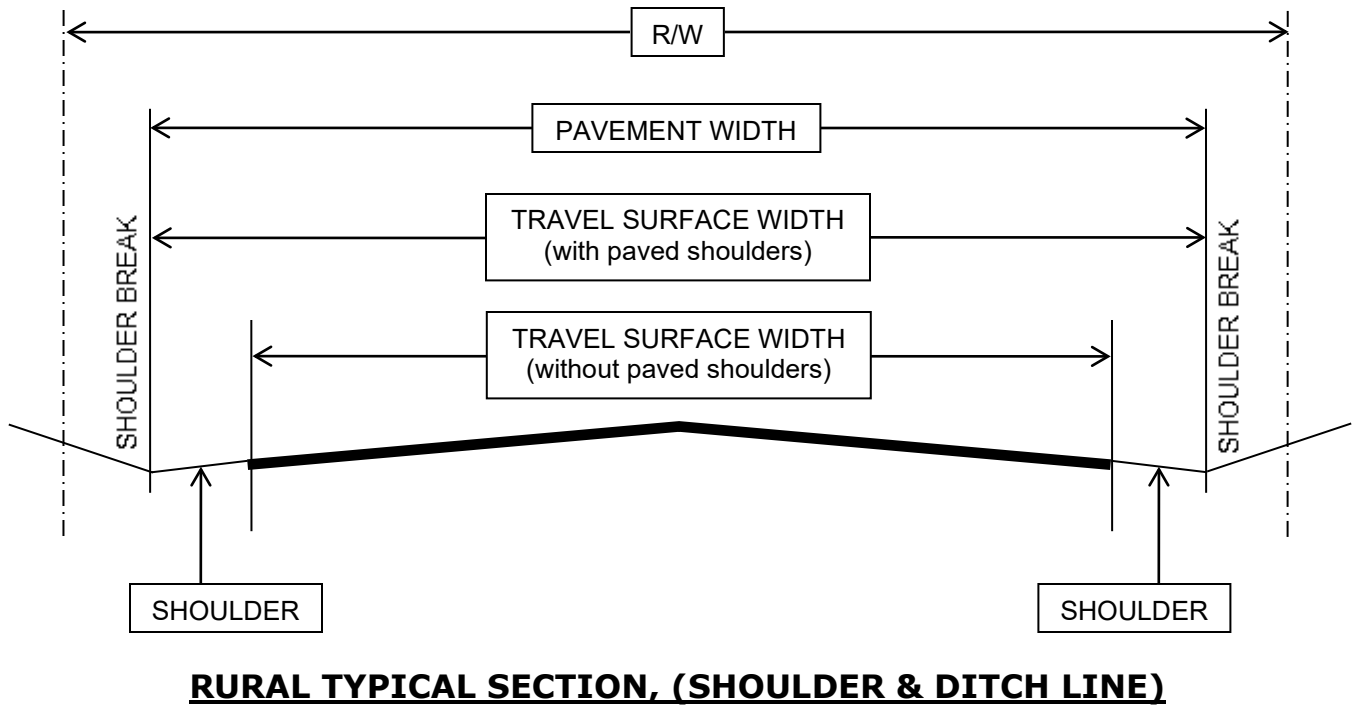 R/W
PAVEMENT WIDTH
TRAVEL SURFACE WIDTH
(with paved shoulders)
SHOULDER BREAK
SHOULDER BREAK
TRAVEL SURFACE WIDTH
(without paved shoulders)
SHOULDER
SHOULDER
RURAL TYPICAL SECTION, (SHOULDER & DITCH LINE)